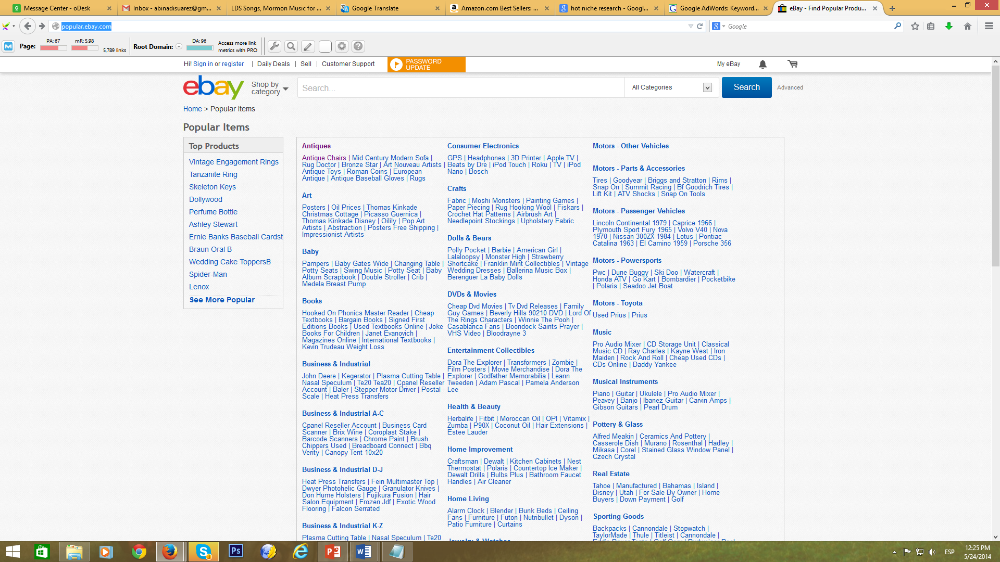 Message Center - oDesk
Inbox - abinadisuarez@gm...
LDS Songs, Mormon Music for ...
Google Translate
Amazon.com Best Sellers: ...
hot niche research - Googl...
Google AdWords: Keyword...
eBay - Find Popular Produ...
popular.ebay.com
Google
Page:
PA: 67
mR: 5.98
5,789 links
Root Domain:
DA: 96
Access more link
metrics with PRO
Hi! Sign in or register | Daily Deals | Sell | Customer Support
PASSWORD
UPDATE
My eBay
ebay
Shop by
category
Search...
All Categories
Search
Advanced
Home > Popular Items
Popular Items
Top Products
Vintage Engagement Rings
Tanzanite Ring
Skeleton Keys
Dollywood
Perfume Bottle
Ashley Stewart
Ernie Banks Baseball Cardst
Braun Oral B
Wedding Cake ToppersB
Spider-Man
Lenox
See More Popular
Antiques
Antique Chairs | Mid Century Modern Sofa |
Rug Doctor | Bronze Star | Art Nouveau Artists |
Antique Toys | Roman Coins | European
Antique | Antique Baseball Gloves | Rugs
Art
Posters | Oil Prices | Thomas Kinkade
Christmas Cottage | Picasso Guernica |
Thomas Kinkade Disney | Oilily | Pop Art
Artists | Abstraction | Posters Free Shipping |
Impressionist Artists
Baby
Pampers | Baby Gates Wide | Changing Table |
Potty Seats | Swing Music | Potty Seat | Baby
Album Scrapbook | Double Stroller | Crib |
Medela Breast Pump
Books
Hooked On Phonics Master Reader | Cheap
Textbooks | Bargain Books | Signed First
Editions Books | Used Textbooks Online | Joke
Books For Children | Janet Evanovich |
Magazines Online | International Textbooks |
Kevin Trudeau Weight Loss
Business & Industrial
John Deere | Kegerator | Plasma Cutting Table |
Nasal Speculum | Te20 Tea20 | Cpanel Reseller
Account | Baler | Stepper Motor Driver | Postal
Scale | Heat Press Transfers
Business & Industrial A-C
Cpanel Reseller Account | Business Card
Scanner | Brix Wine | Coroplast Stake |
Barcode Scanners | Chrome Paint | Brush
Chippers Used | Breadboard Connect | Bbq
Verity | Canopy Tent 10x20
Business & Industrial D-J
Heat Press Transfers | Fein Multimaster Top |
Dwyer Photohelic Gauge | Granulator Knives |
Don Hume Holsters | Fujikura Fusion | Hair
Salon Equipment | Frozen Jdf | Exotic Wood
Flooring | Falcon Serrated
Business & Industrial K-Z
Plasma Cutting Table | Nasal Speculum | Te20
Consumer Electronics
GPS | Headphones | 3D Printer | Apple TV |
Beats by Dre | iPod Touch | Roku | TV | iPod
Nano | Bosch
Crafts
Fabric | Moshi Monsters | Painting Games |
Paper Piecing | Rug Hooking Wool | Fiskars |
Crochet Hat Patterns | Airbrush Art |
Needlepoint Stockings | Upholstery Fabric
Dolls & Bears
Polly Pocket | Barbie | American Girl |
Lalaloopsy | Monster High | Strawberry
Shortcake | Franklin Mint Collectibles | Vintage
Wedding Dresses | Ballerina Music Box |
Berenguer La Baby Dolls
DVDs & Movies
Cheap Dvd Movies | Tv Dvd Releases | Family
Guy Games | Beverly Hills 90210 DVD | Lord Of
The Rings Characters | Winnie The Pooh |
Casablanca Fans | Boondock Saints Prayer |
VHS Video | Bloodrayne 3
Entertainment Collectibles
Dora The Explorer | Transformers | Zombie |
Film Posters | Movie Merchandise | Dora The
Explorer | Godfather Memorabilia | Leann
Tweeden | Adam Pascal | Pamela Anderson
Lee
Health & Beauty
Herbalife | Fitbit | Moroccan Oil | OPI | Vitamix |
Zumba | P90X | Coconut Oil | Hair Extensions |
Estee Lauder
Home Improvement
Craftsman | Dewalt | Kitchen Cabinets | Nest
Thermostat | Polaris | Countertop Ice Maker |
Dewalt Drills | Bulbs Plus | Bathroom Faucet
Handles | Air Cleaner
Home Living
Alarm Clock | Blender | Bunk Beds | Ceiling
Fans | Furniture | Futon | Nutribullet | Dyson |
Patio Furniture | Curtains
Jewelry & Watches
Motors - Other Vehicles
Motors - Parts & Accessories
Tires | Goodyear | Briggs and Stratton | Rims |
Snap On | Summit Racing | Bf Goodrich Tires |
Lift Kit | ATV Shocks | Snap On Tools
Motors - Passenger Vehicles
Lincoln Continental 1979 | Caprice 1966 |
Plymouth Sport Fury 1965 | Volvo V40 | Nova
1970 | Nissan 300ZX 1984 | Lotus | Pontiac
Catalina 1963 | El Camino 1959 | Porsche 356
Motors - Powersports
Pwc | Dune Buggy | Ski Doo | Watercraft |
Honda ATV | Go Kart | Bombardier | Pocketbike
| Polaris | Seadoo Jet Boat
Motors - Toyota
Used Prius | Prius
Music
Pro Audio Mixer | CD Storage Unit | Classical
Music CD | Ray Charles | Kayne West | Iron
Maiden | Rock And Roll | Cheap Used CDs |
CDs Online | Daddy Yankee
Musical Instruments
Piano | Guitar | Ukulele | Pro Audio Mixer |
Peavey | Banjo | Ibanez Guitar | Carvin Amps |
Gibson Guitars | Pearl Drum
Pottery & Glass
Alfred Meakin | Ceramics And Pottery |
Casserole Dish | Murano | Rosenthal | Hadley |
Mikasa | Corel | Stained Glass Window Panel |
Czech Crystal
Real Estate
Tahoe | Manufactured | Bahamas | Island |
Disney | Utah | For Sale By Owner | Home
Buyers | Down Payment | Golf
Sporting Goods
Backpacks | Cannondale | Stopwatch |
TaylorMade | Thule | Titleist | Cannondale |
ESP
12:25 PM
5/24/2014